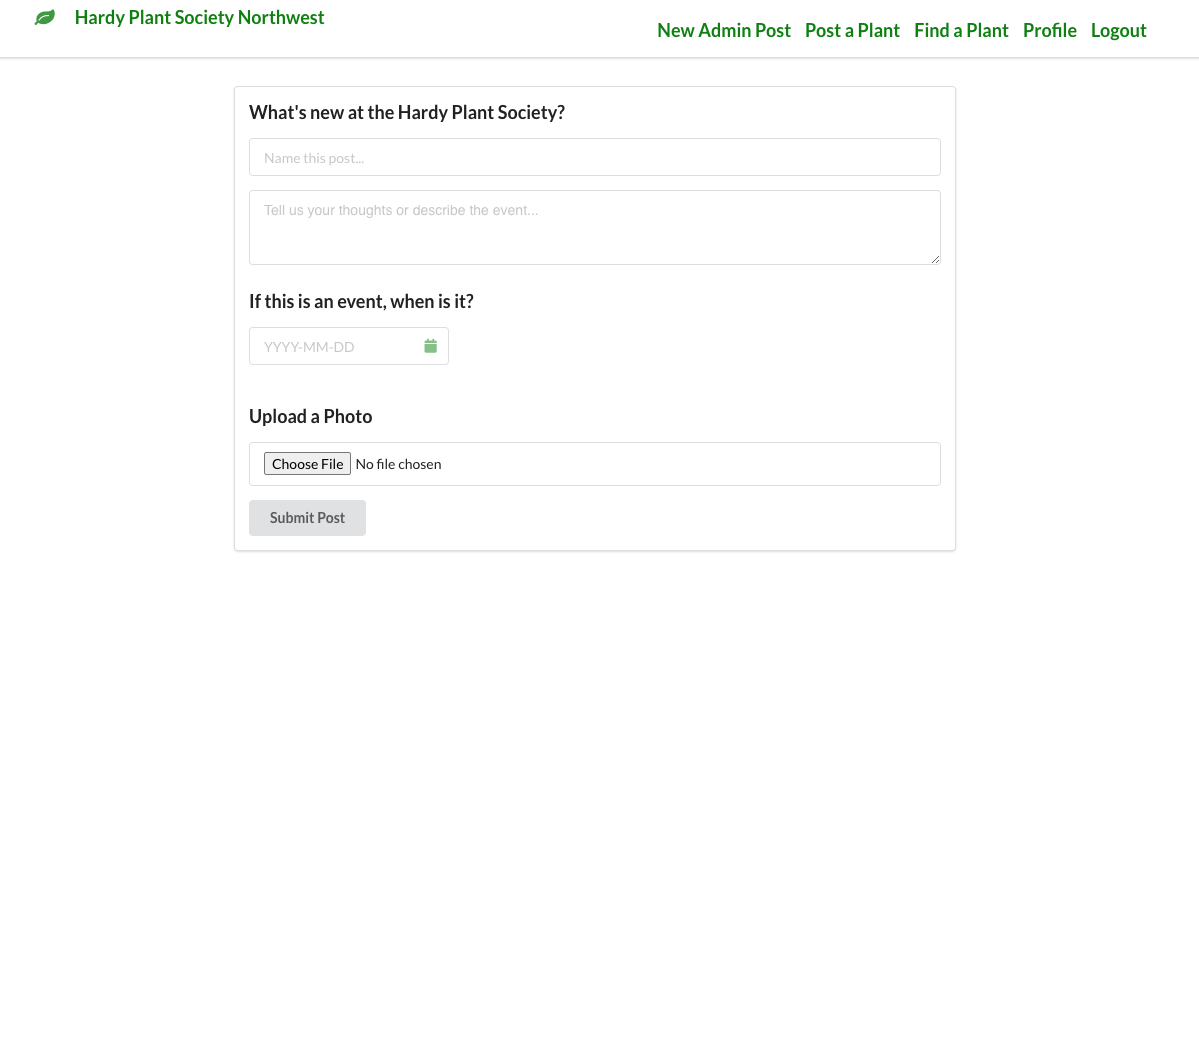 Hardy Plant Society Northwest
New Admin Post Post a Plant Find a Plant Profile Logout
What's new at the Hardy Plant Society?
Name this post...
Tell us your thoughts or describe the event...
If this is an event, when is it?
YYYY-MM-DD
Upload a Photo
Choose File No file chosen
Submit Post